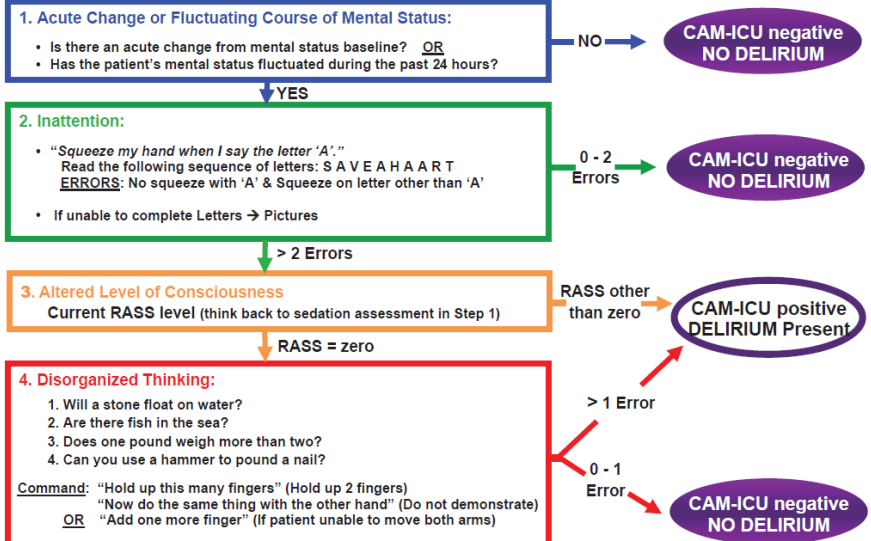 1. Acute Change or Fluctuating Course of Mental Status:
• Is there an acute change from mental status baseline? OR
• Has the patient’s mental status fluctuated during the past 24 hours?
NO
CAM-ICU negative
NO DELIRIUM
YES
2. Inattention:
• “Squeeze my hand when I say the letter ‘A’.”
Read the following sequence of letters: S A V E A H A A R T
ERRORS: No squeeze with ‘A’ & Squeeze on letter other than ‘A’
• If unable to complete Letters → Pictures
0 - 2
Errors
CAM-ICU negative
NO DELIRIUM
> 2 Errors
3. Altered Level of Consciousness
Current RASS level (think back to sedation assessment in Step 1)
RASS other
than zero
CAM-ICU positive
DELIRIUM Present
RASS = zero
4. Disorganized Thinking:
1. Will a stone float on water?
2. Are there fish in the sea?
3. Does one pound weigh more than two?
4. Can you use a hammer to pound a nail?
Command: “Hold up this many fingers” (Hold up 2 fingers)
“Now do the same thing with the other hand” (Do not demonstrate)
OR “Add one more finger” (If patient unable to move both arms)
> 1 Error
0 - 1
Error
CAM-ICU negative
NO DELIRIUM